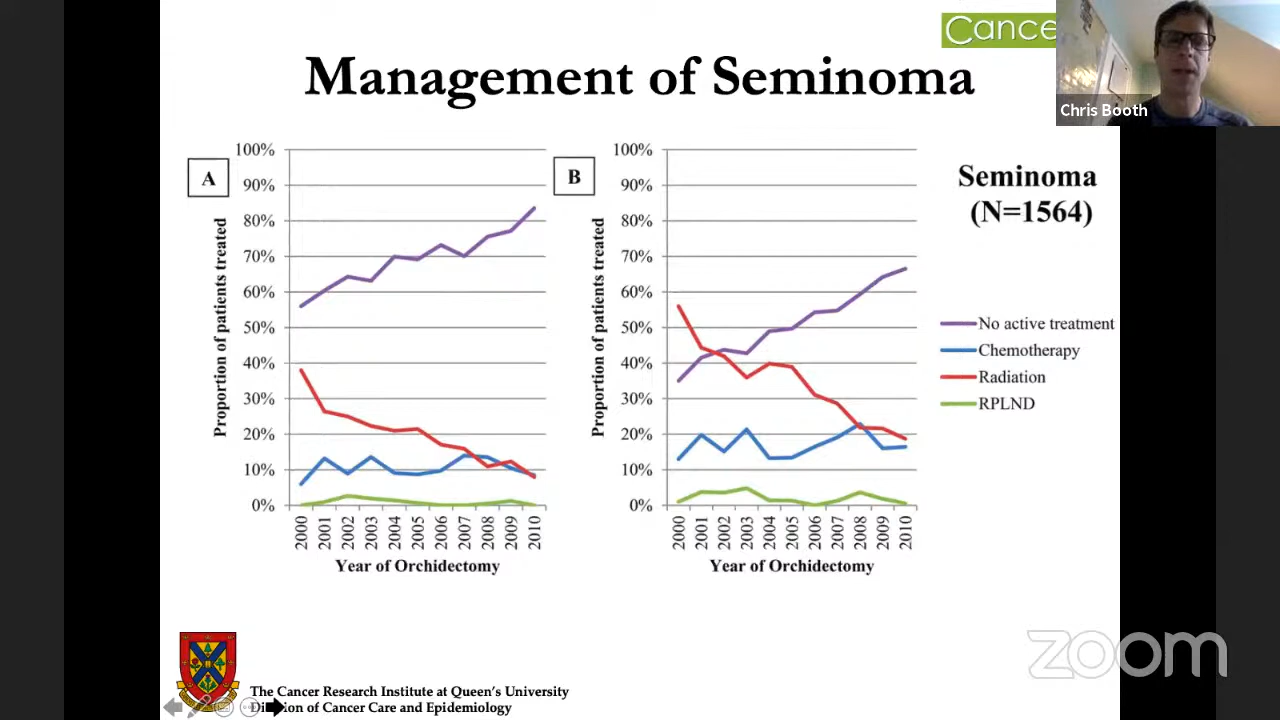 Cance
Management of Seminoma
Chris Booth
A
100%
90%
80%
70%
60%
50%
40%
30%
20%
10%
0%
Proportion of patients treated
2000
2001
2002
2003
2004
2005
2006
2007
2008
2009
2010
Year of Orchidectomy
B
100%
90%
80%
70%
60%
50%
40%
30%
20%
10%
0%
Proportion of patients treated
2000
2001
2002
2003
2004
2005
2006
2007
2008
2009
2010
Year of Orchidectomy
Seminoma
(N=1564)
No active treatment
Chemotherapy
Radiation
RPLND
The Cancer Research Institute at Queen's University
Division of Cancer Care and Epidemiology
zoom